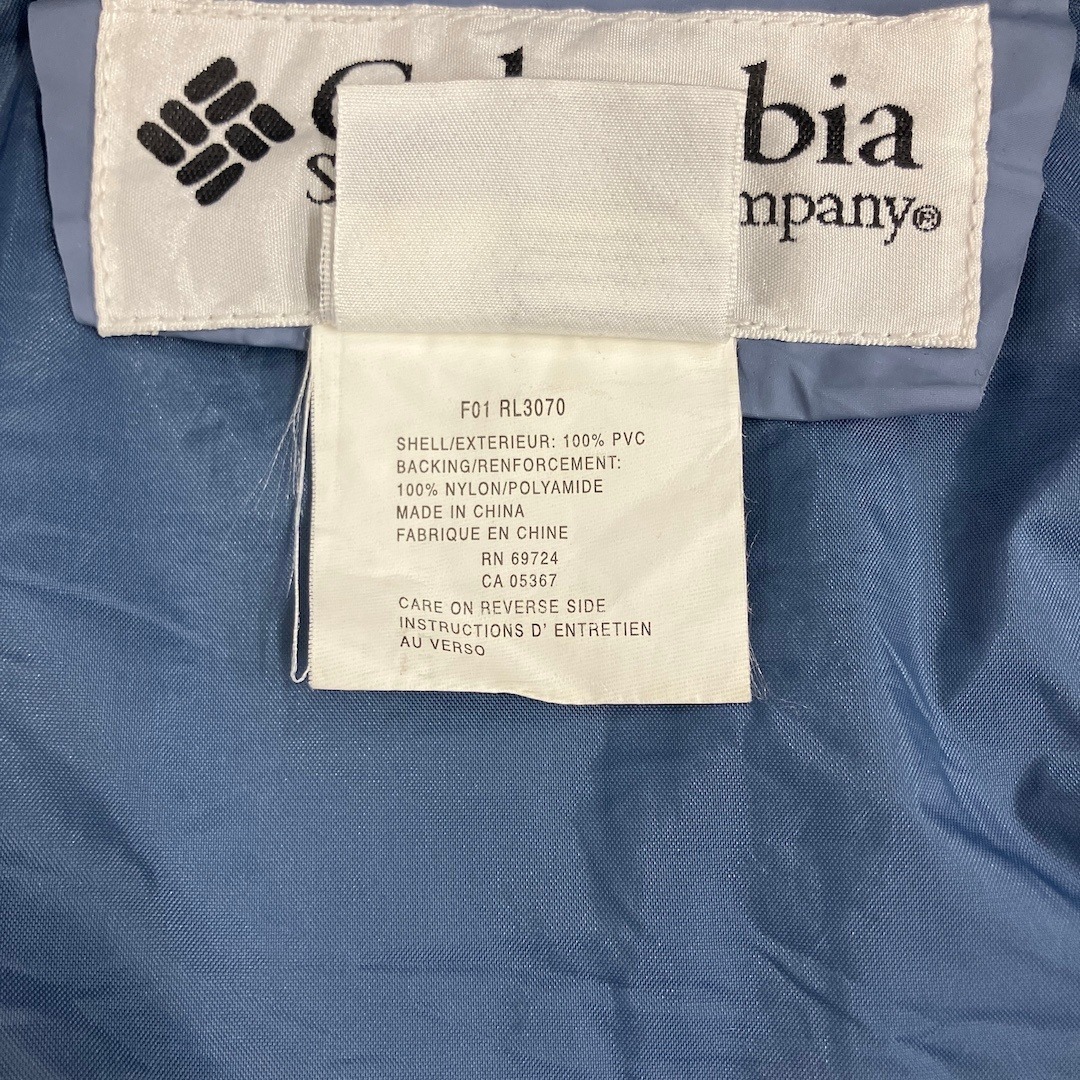 bia
mpany®
F01 RL3070
SHELL/EXTERIEUR: 100% PVC
BACKING/RENFORCEMENT:
100% NYLON/POLYAMIDE
MADE IN CHINA
FABRIQUE EN CHINE
RN 69724
CA 05367
CARE ON REVERSE SIDE
INSTRUCTIONS D' ENTRETIEN
AU VERSO